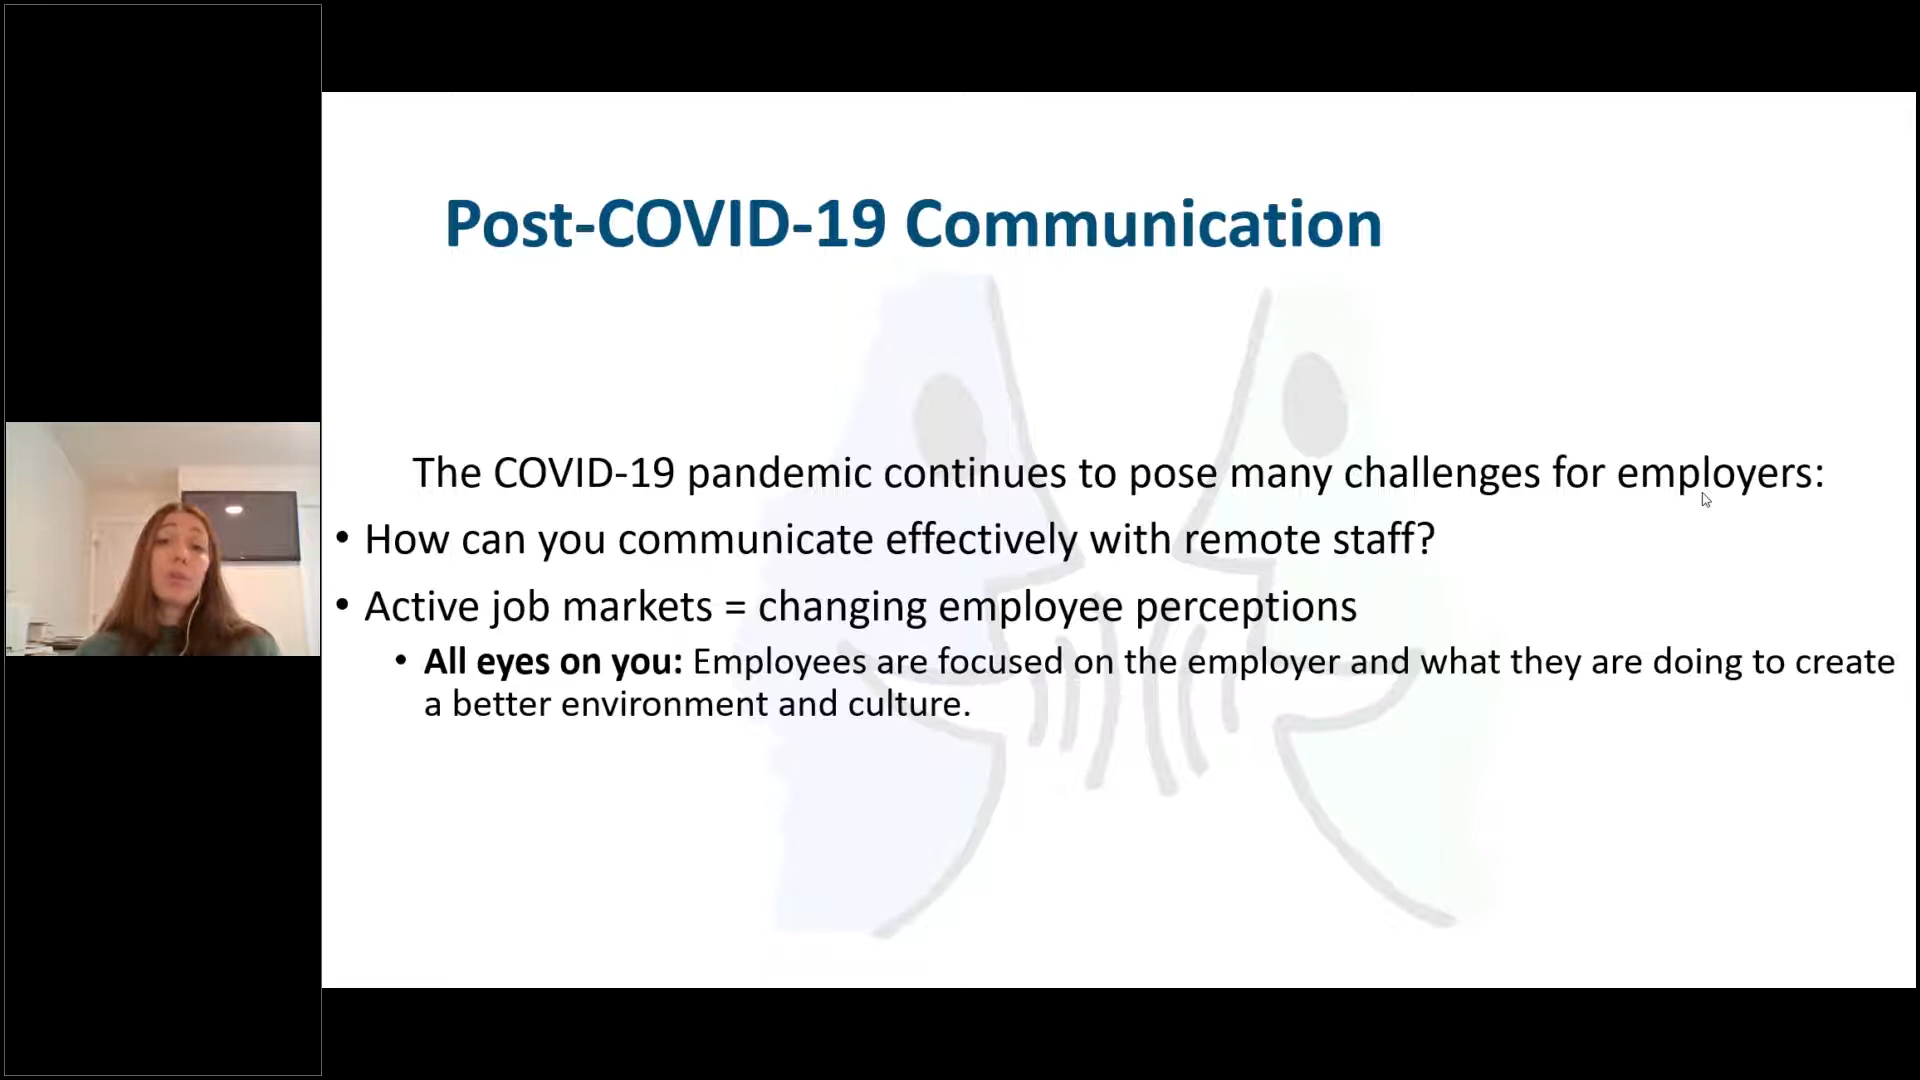 Post-COVID-19 Communication
The COVID-19 pandemic continues to pose many challenges for employers:
• How can you communicate effectively with remote staff?
• Active job markets = changing employee perceptions
• All eyes on you: Employees are focused on the employer and what they are doing to create
a better environment and culture.